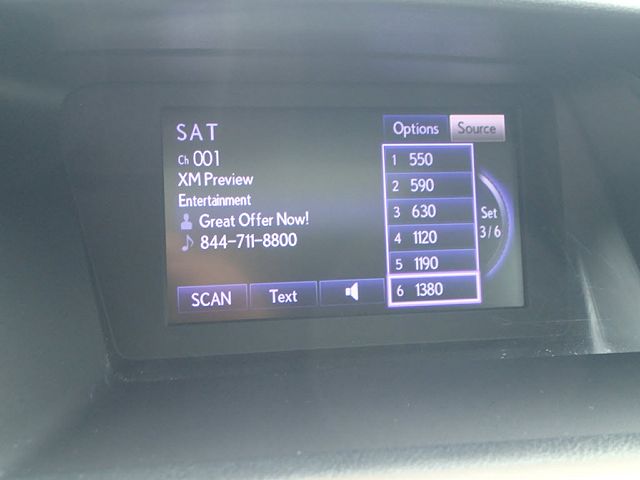 SAT
Ch 001
XM Preview
Entertainment
Great Offer Now!
844-711-8800
SCAN
Text
Options
Source
1 550
2 590
3 630
4 1120
5 1190
6 1380
Set
3/6